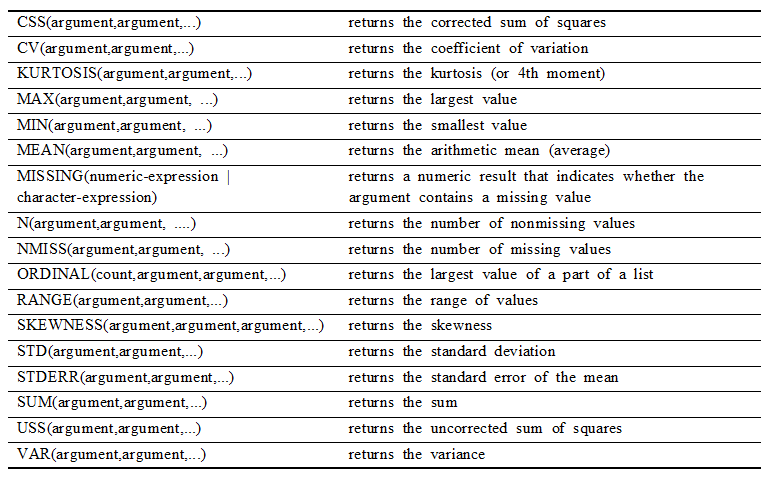 CSS(argument,argument,...) returns the corrected sum of squares
CV(argument,argument,...) returns the coefficient of variation
KURTOSIS(argument,argument,...) returns the kurtosis (or 4th moment)
MAX(argument,argument, ...) returns the largest value
MIN(argument,argument, ...) returns the smallest value
MEAN(argument,argument, ...) returns the arithmetic mean (average)
MISSING(numeric-expression | returns a numeric result that indicates whether the
character-expression) argument contains a missing value
N(argument,argument, ....) returns the number of nonmissing values
NMISS(argument,argument, ...) returns the number of missing values
ORDINAL(count,argument,argument,...) returns the largest value of a part of a list
RANGE(argument,argument,...) returns the range of values
SKEWNESS(argument,argument,argument,...) returns the skewness
STD(argument,argument,...) returns the standard deviation
STDERR(argument,argument,...) returns the standard error of the mean
SUM(argument,argument,...) returns the sum
USS(argument,argument,...) returns the uncorrected sum of squares
VAR(argument,argument,...) returns the variance